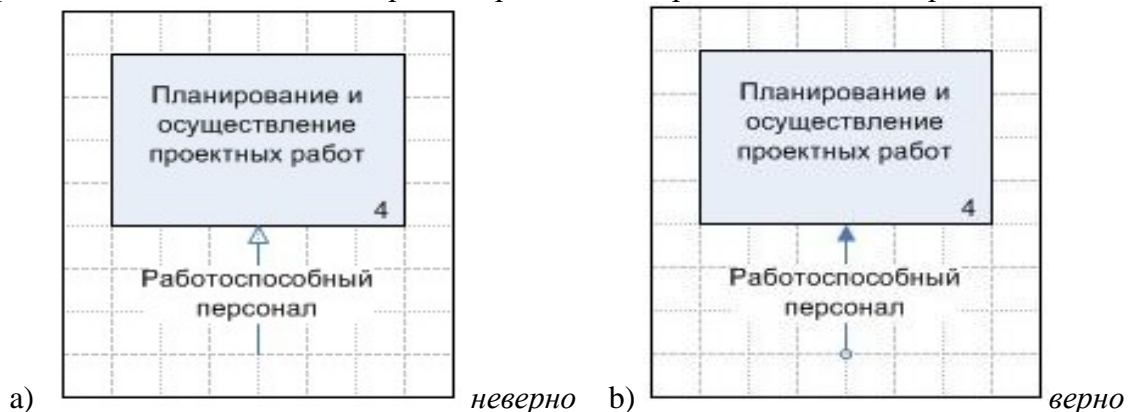 Планирование и
осуществление
проектных работ
4
Работоспособный
персонал
a)
неверно
Планирование и
осуществление
проектных работ
4
Работоспособный
персонал
b)
верно